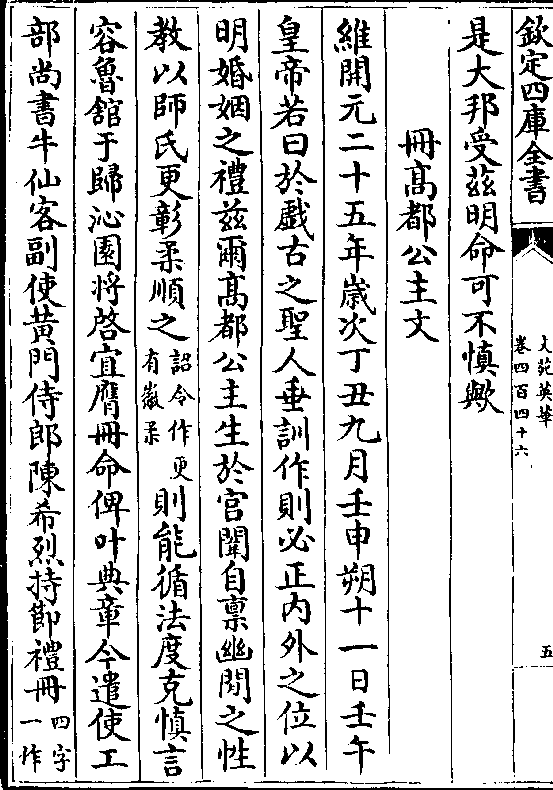 欽定四庫全書
文苑英華
卷四百四十六
五
是大邦受茲明命可不慎歟
冊髙都公主文
維開元二十五年歳次丁丑九月壬申朔十一日壬午
皇帝若曰於戲古之聖人垂訓作則必正内外之位以
明婚姻之禮兹爾髙都公主生於宫闈自禀幽閒之性
教以師氏更彰柔順之詔令作更有徽柔則能循法度克慎言
容魯舘于歸沁園将啓宜膺冊命俾叶典章今遣使工
部尚書牛仙客副使黄門侍郎陳希烈持節禮冊四字一作